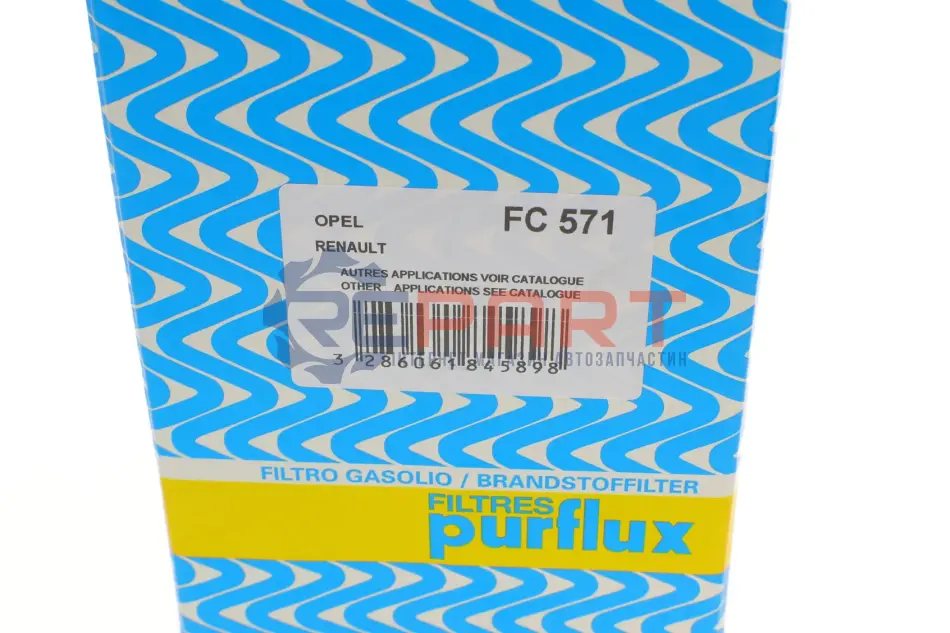 OPEL
FC 571
RENAULT
AUTRES APPLICATIONS VOIR CATALOGUE
OTHER APPLICATIONS SEE CATALOGUE
REPART
3 286061 845898
FILTRO GASOLIO / BRANDSTOFFILTER
FILTRES
purflux